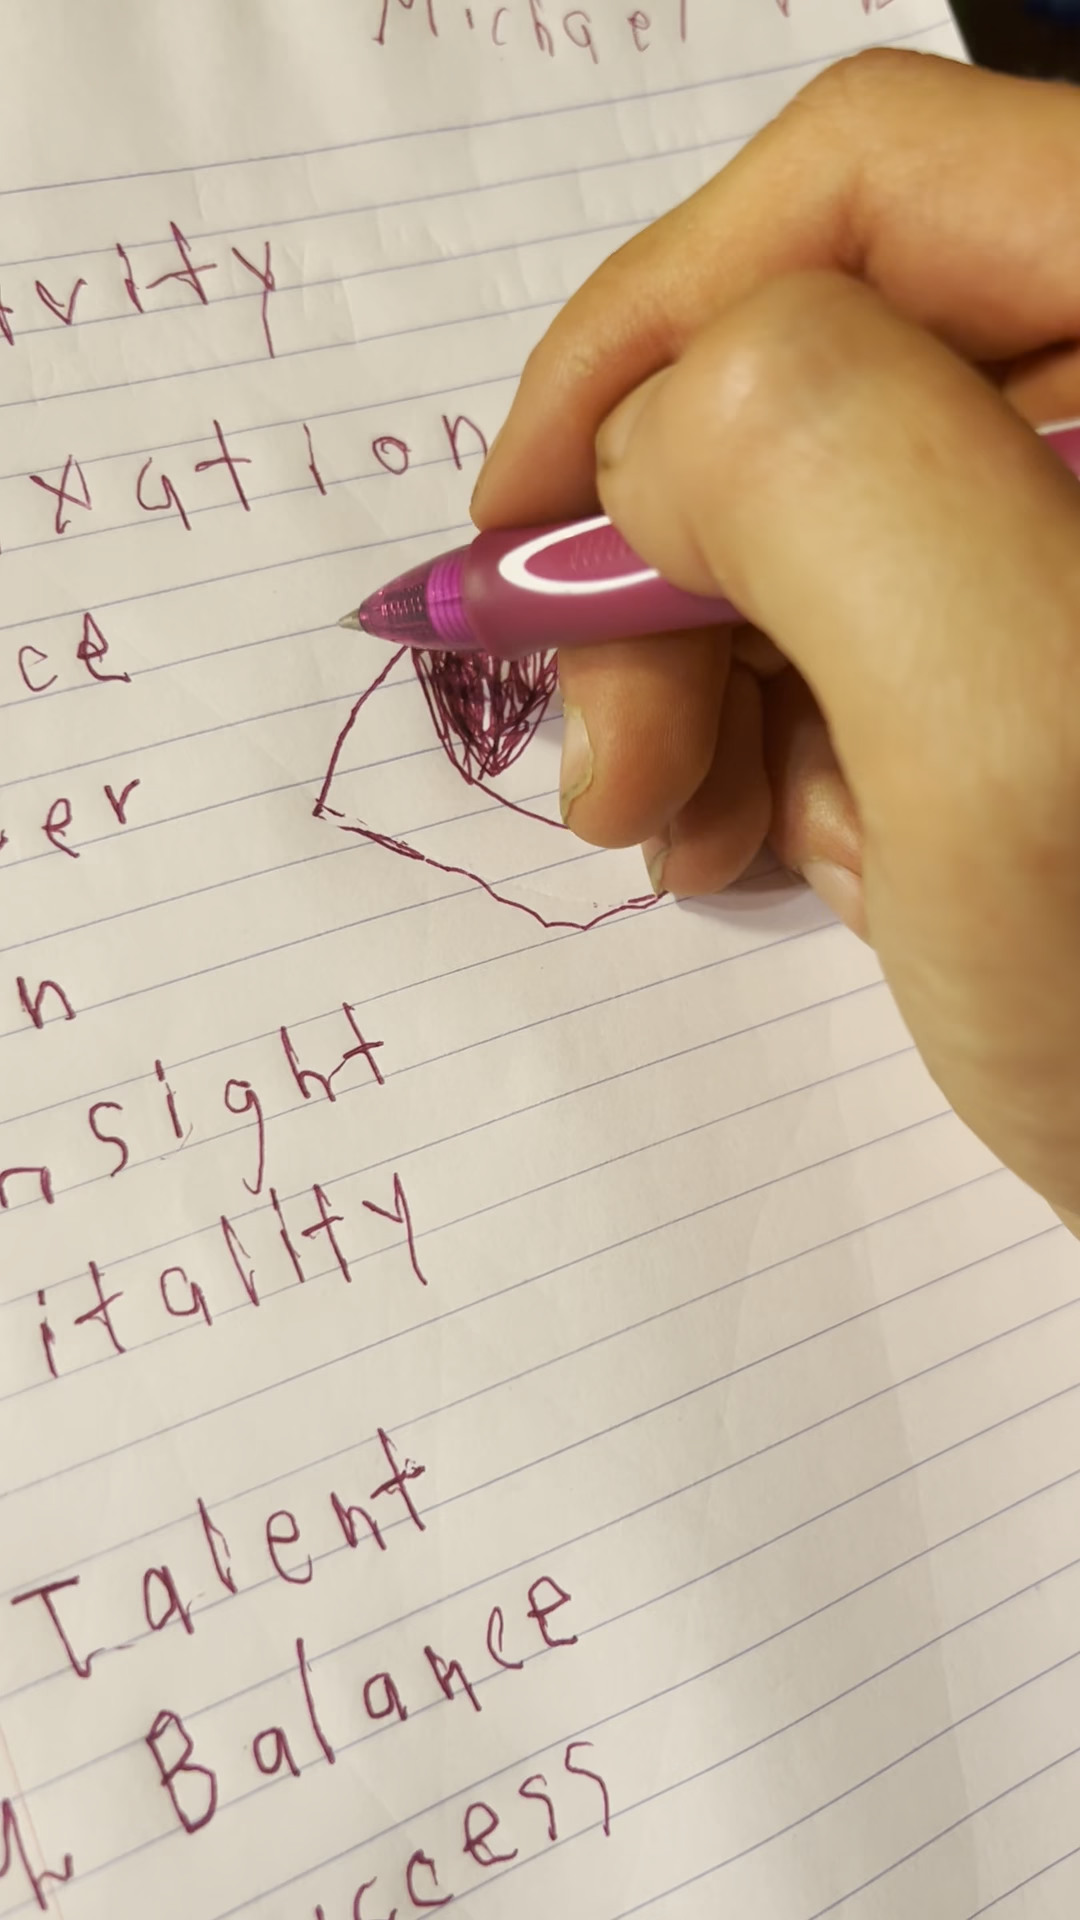 Michael
vity
xation
ce
er
n
nsight
itality
Talent
Balance
ccess